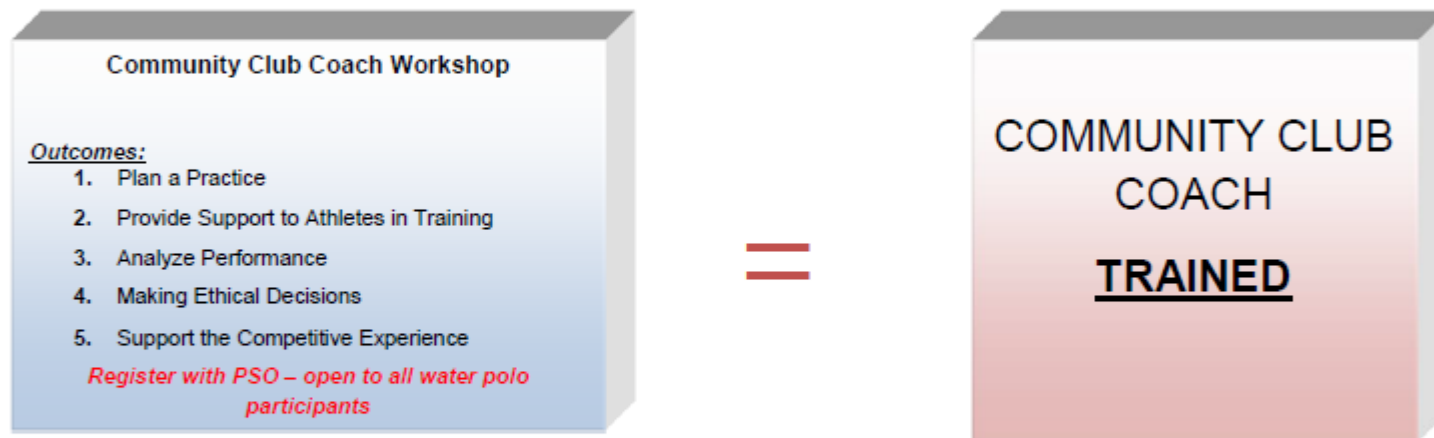 Community Club Coach Workshop
Outcomes:
1. Plan a Practice
2. Provide Support to Athletes in Training
3. Analyze Performance
4. Making Ethical Decisions
5. Support the Competitive Experience
Register with PSO – open to all water polo
participants
=
COMMUNITY CLUB
COACH
TRAINED